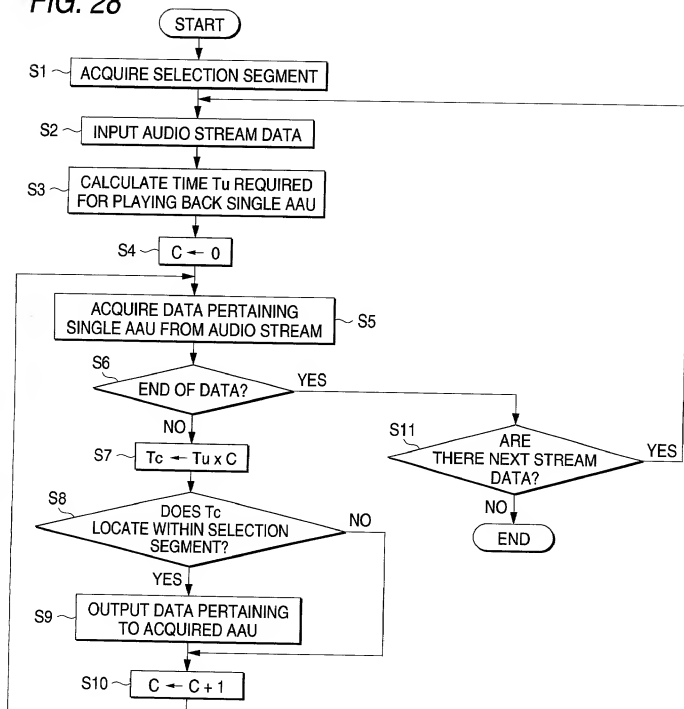 FIG. 28
START
S1
ACQUIRE SELECTION SEGMENT
S2
INPUT AUDIO STREAM DATA
S3
CALCULATE TIME Tu REQUIRED
FOR PLAYING BACK SINGLE AAU
S4
C ← 0
ACQUIRE DATA PERTAINING
SINGLE AAU FROM AUDIO STREAM
S5
S6
END OF DATA?
YES
NO
S7
Tc ← Tu x C
S8
DOES Tc
LOCATE WITHIN SELECTION
SEGMENT?
NO
YES
S9
OUTPUT DATA PERTAINING
TO ACQUIRED AAU
S10
C ← C + 1
S11
ARE
THERE NEXT STREAM
DATA?
YES
NO
END